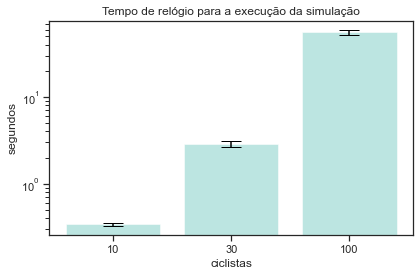 Tempo de relógio para a execução da simulação
segundos
10¹
10⁰
10
30
100
ciclistas